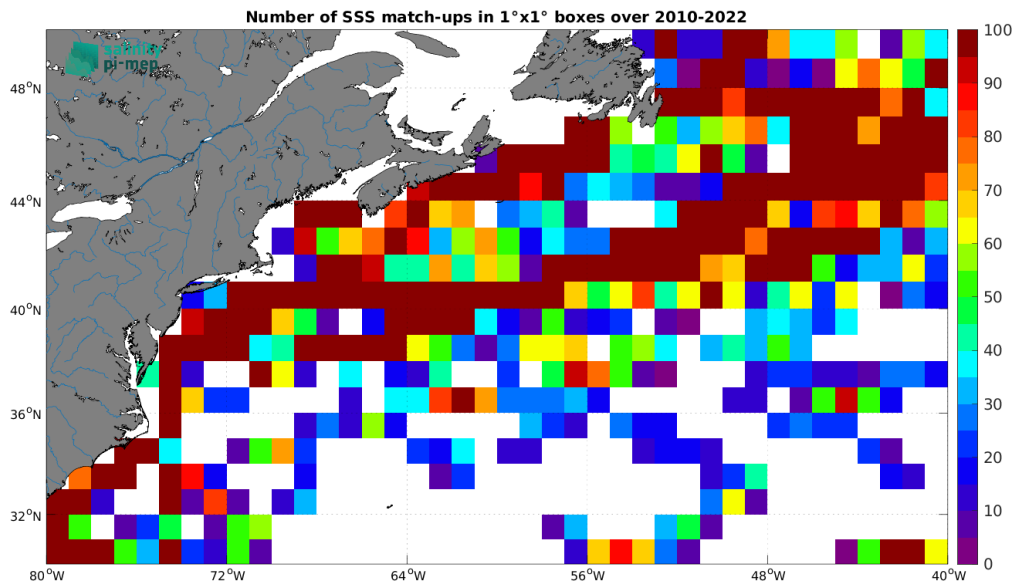 Number of SSS match-ups in 1°x1° boxes over 2010-2022
salinity
pi-mep
48°N
44°N
40°N
36°N
32°N
80°W
72°W
64°W
56°W
48°W
40°W
100
90
80
70
60
50
40
30
20
10
0